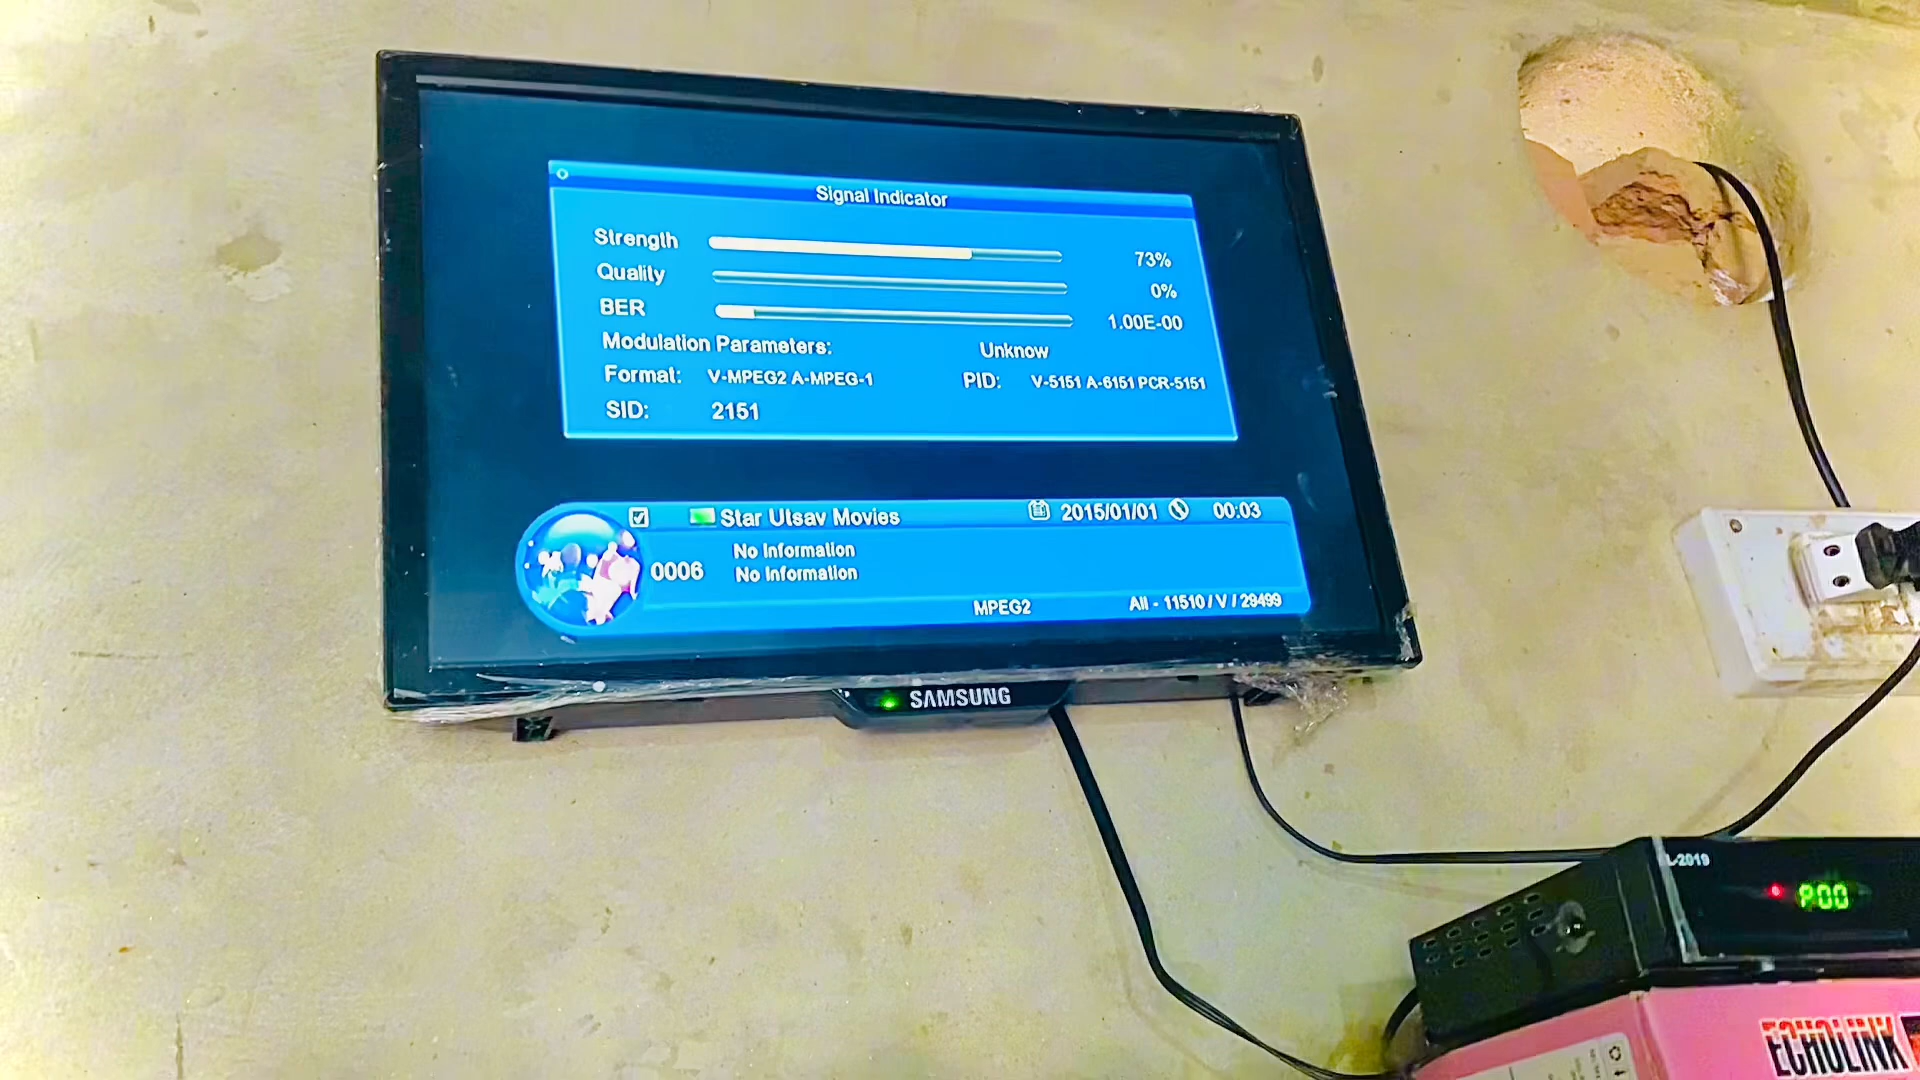 Signal Indicator
Strength 73%
Quality 0%
BER 1.00E-00
Modulation Parameters: Unknow
Format: V-MPEG2 A-MPEG-1 PID: V-5151 A-6151 PCR-5151
SID: 2151
Star Utsav Movies 2015/01/01 00:03
No Information
0006
No Information
MPEG2 All - 11510 / V / 29499
SAMSUNG
L-2019
P.00
ECHOLINK